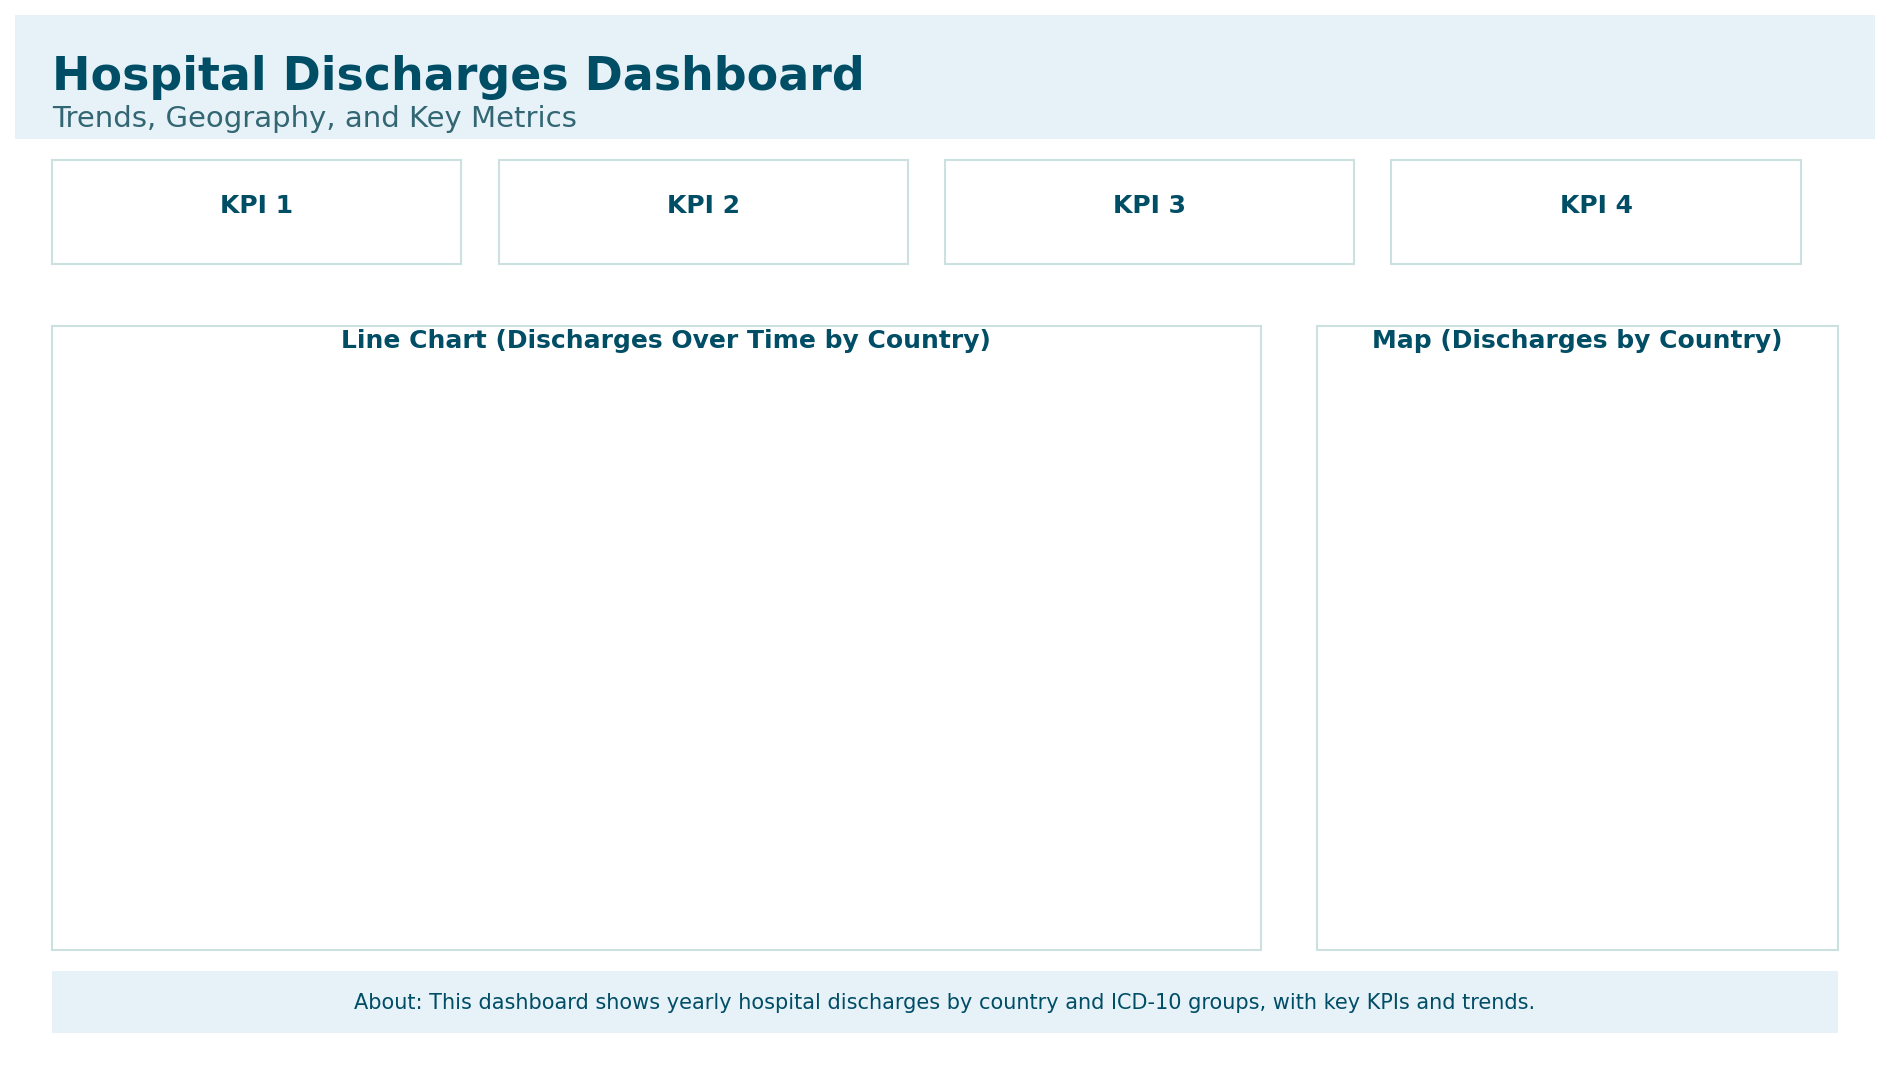 Hospital Discharges Dashboard
Trends, Geography, and Key Metrics
KPI 1
KPI 2
KPI 3
KPI 4
Line Chart (Discharges Over Time by Country)
Map (Discharges by Country)
About: This dashboard shows yearly hospital discharges by country and ICD-10 groups, with key KPIs and trends.